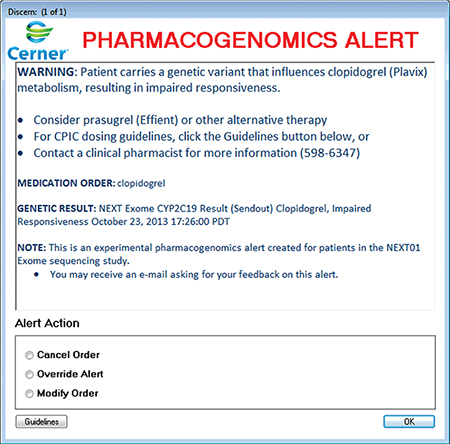 Discern: (1 of 1)
Cerner
PHARMACOGENOMICS ALERT
WARNING: Patient carries a genetic variant that influences clopidogrel (Plavix)
metabolism, resulting in impaired responsiveness.
• Consider prasugrel (Effient) or other alternative therapy
• For CPIC dosing guidelines, click the Guidelines button below, or
• Contact a clinical pharmacist for more information (598-6347)
MEDICATION ORDER: clopidogrel
GENETIC RESULT: NEXT Exome CYP2C19 Result (Sendout) Clopidogrel, Impaired
Responsiveness October 23, 2013 17:26:00 PDT
NOTE: This is an experimental pharmacogenomics alert created for patients in the NEXT01
Exome sequencing study.
• You may receive an e-mail asking for your feedback on this alert.
Alert Action
Cancel Order
Override Alert
Modify Order
Guidelines
OK